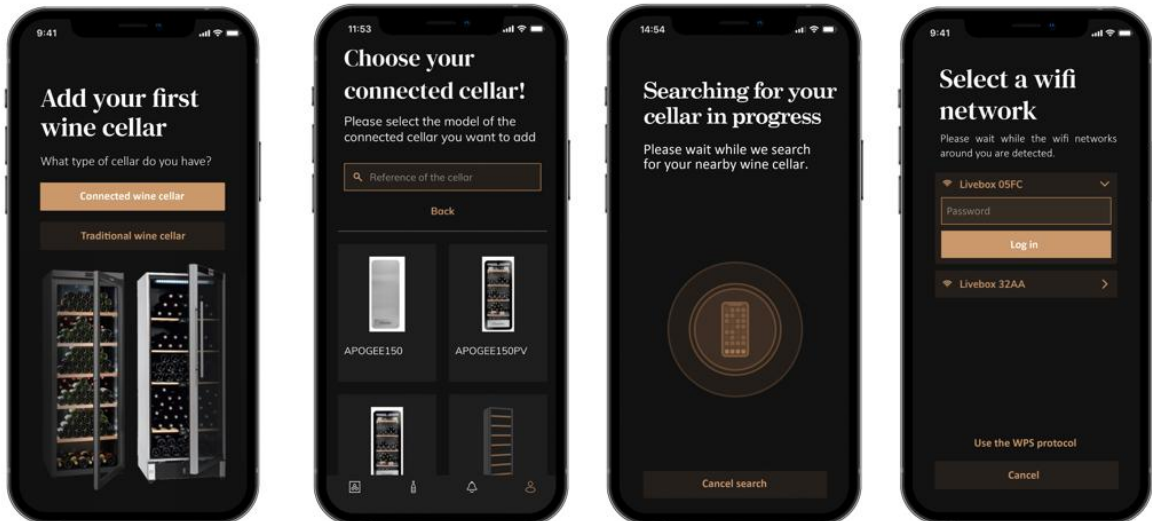 9:41
Add your first
wine cellar
What type of cellar do you have?
Connected wine cellar
Traditional wine cellar
11:53
Choose your
connected cellar!
Please select the model of the
connected cellar you want to add
Reference of the cellar
Back
APOGEE150
APOGEE150PV
14:54
Searching for your
cellar in progress
Please wait while we search
for your nearby wine cellar.
Cancel search
9:41
Select a wifi
network
Please wait while the wifi networks
around you are detected.
Livebox 05FC
Password
Log in
Livebox 32AA
Use the WPS protocol
Cancel